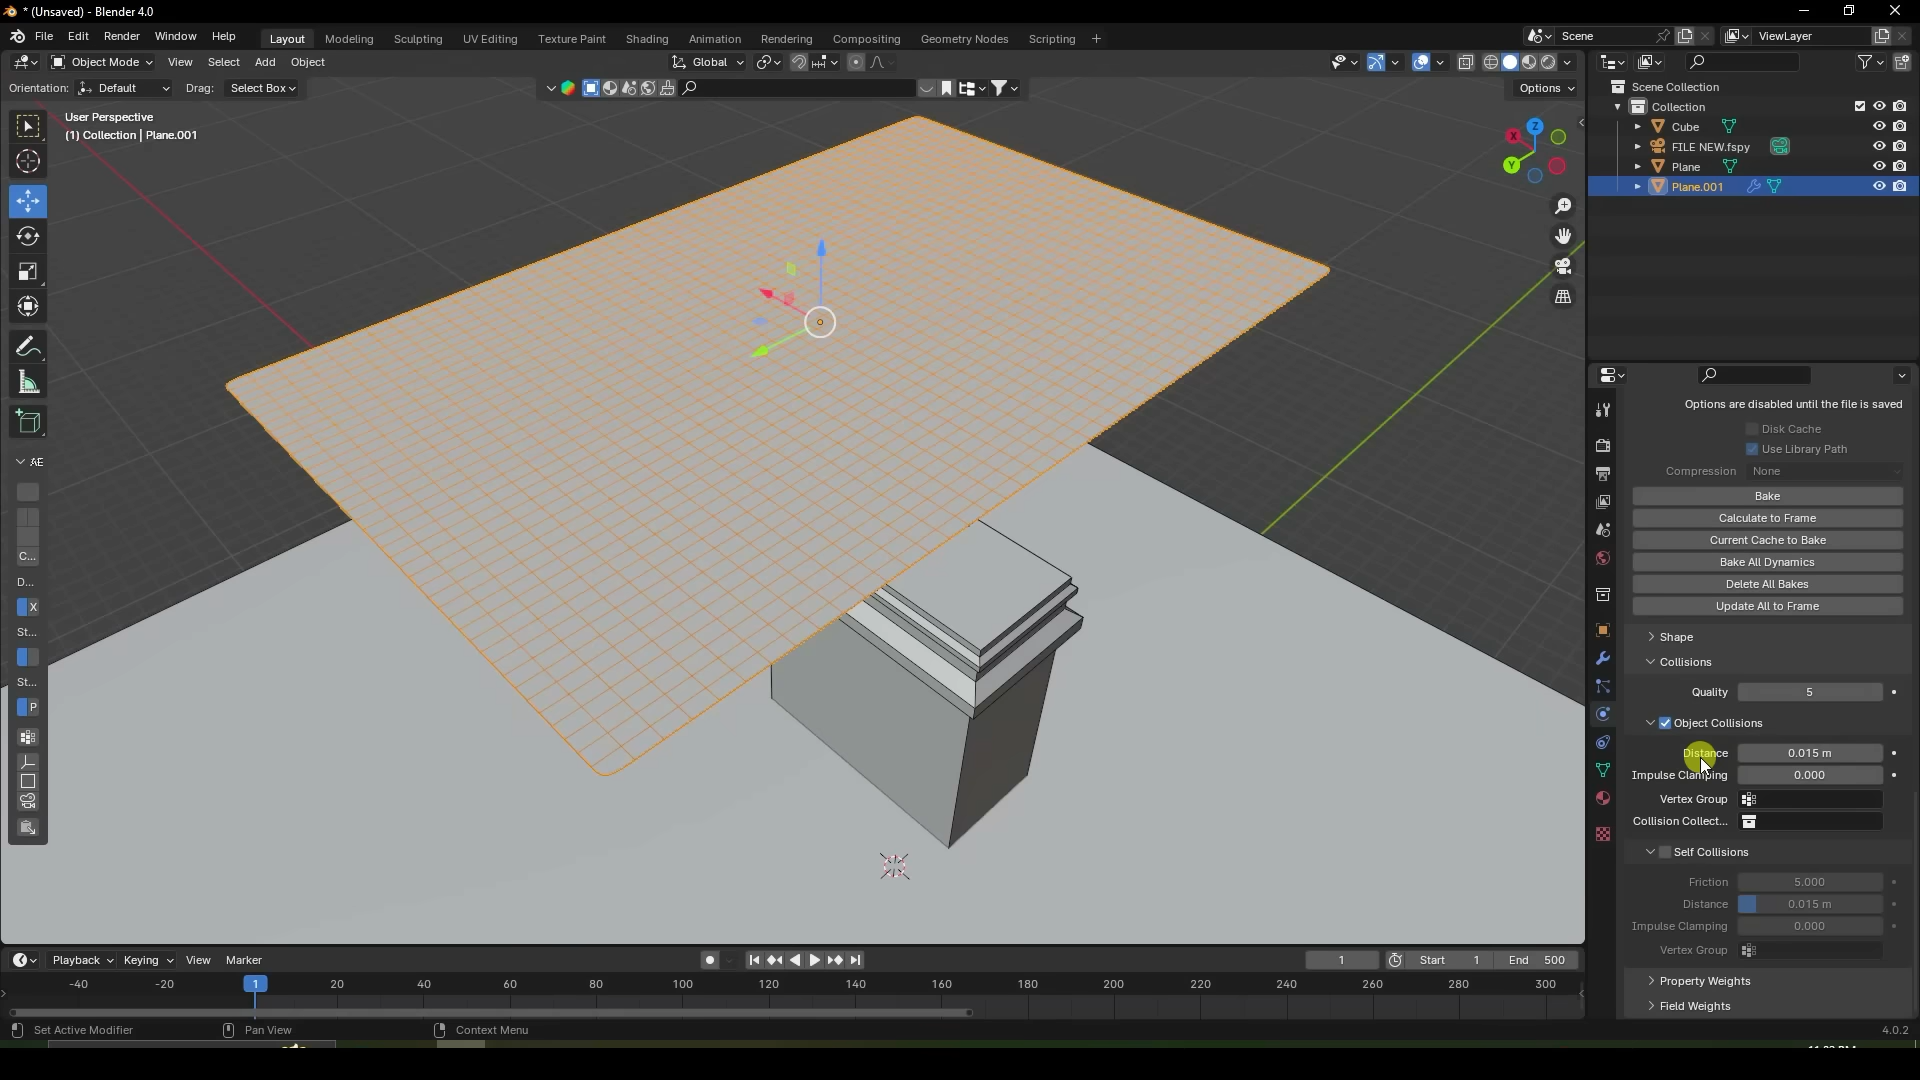 * (Unsaved) - Blender 4.0
File Edit Render Window Help
Layout Modeling Sculpting UV Editing Texture Paint Shading Animation Rendering Compositing Geometry Nodes Scripting +
Scene
ViewLayer
Object Mode View Select Add Object
Global
Orientation: Default Drag: Select Box
Options
User Perspective
(1) Collection | Plane.001
X
Y
Z
AE
C...
D...
X
St...
St...
P
Scene Collection
Collection
Cube
FILE NEW.fspy
Plane
Plane.001
Options are disabled until the file is saved
Disk Cache
Use Library Path
Compression None
Bake
Calculate to Frame
Current Cache to Bake
Bake All Dynamics
Delete All Bakes
Update All to Frame
Shape
Collisions
Quality 5
Object Collisions
Distance 0.015 m
Impulse Clamping 0.000
Vertex Group
Collision Collect...
Self Collisions
Friction 5.000
Distance 0.015 m
Impulse Clamping 0.000
Vertex Group
Property Weights
Field Weights
Playback Keying View Marker
1 Start 1 End 500
-40 -20 1 20 40 60 80 100 120 140 160 180 200 220 240 260 280 300
Set Active Modifier Pan View Context Menu
4.0.2